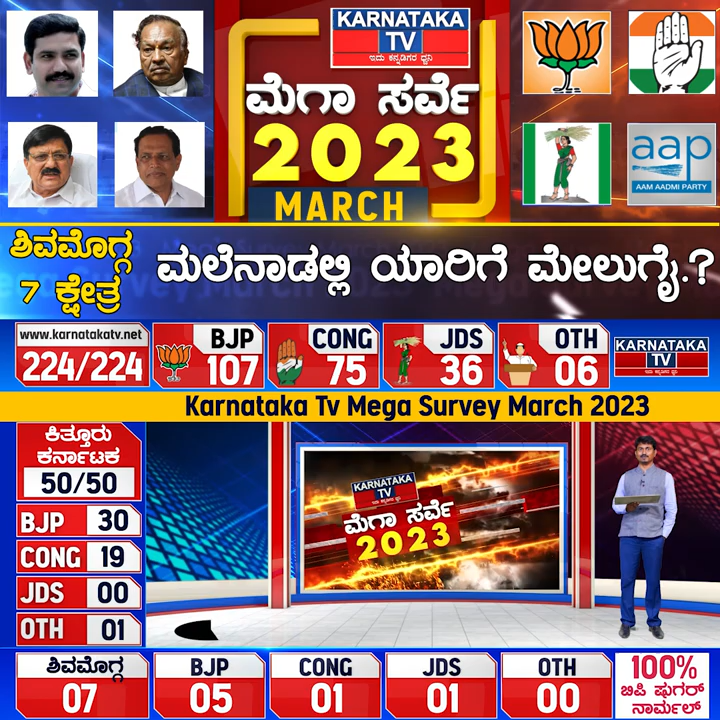 KARNATAKA
TV
ಇದು ಕನ್ನಡಿಗರ ಧ್ವನಿ
ಮೆಗಾ ಸರ್ವೆ
2023
MARCH
aap
AAM AADMI PARTY
ಶಿವಮೊಗ್ಗ
7 ಕ್ಷೇತ್ರ
ಮಲೆನಾಡಲ್ಲಿ ಯಾರಿಗೆ ಮೇಲುಗೈ.?
www.karnatakatv.net
224/224
BJP
107
CONG
75
JDS
36
OTH
06
KARNATAKA
TV
Karnataka Tv Mega Survey March 2023
ಕಿತ್ತೂರು
ಕರ್ನಾಟಕ
50/50
BJP 30
CONG 19
JDS 00
OTH 01
KARNATAKA
TV
ಮೆಗಾ ಸರ್ವೆ
2023
ಶಿವಮೊಗ್ಗ
07
BJP
05
CONG
01
JDS
01
OTH
00
100%
ಬಿಪಿ ಷುಗರ್
ನಾರ್ಮಲ್